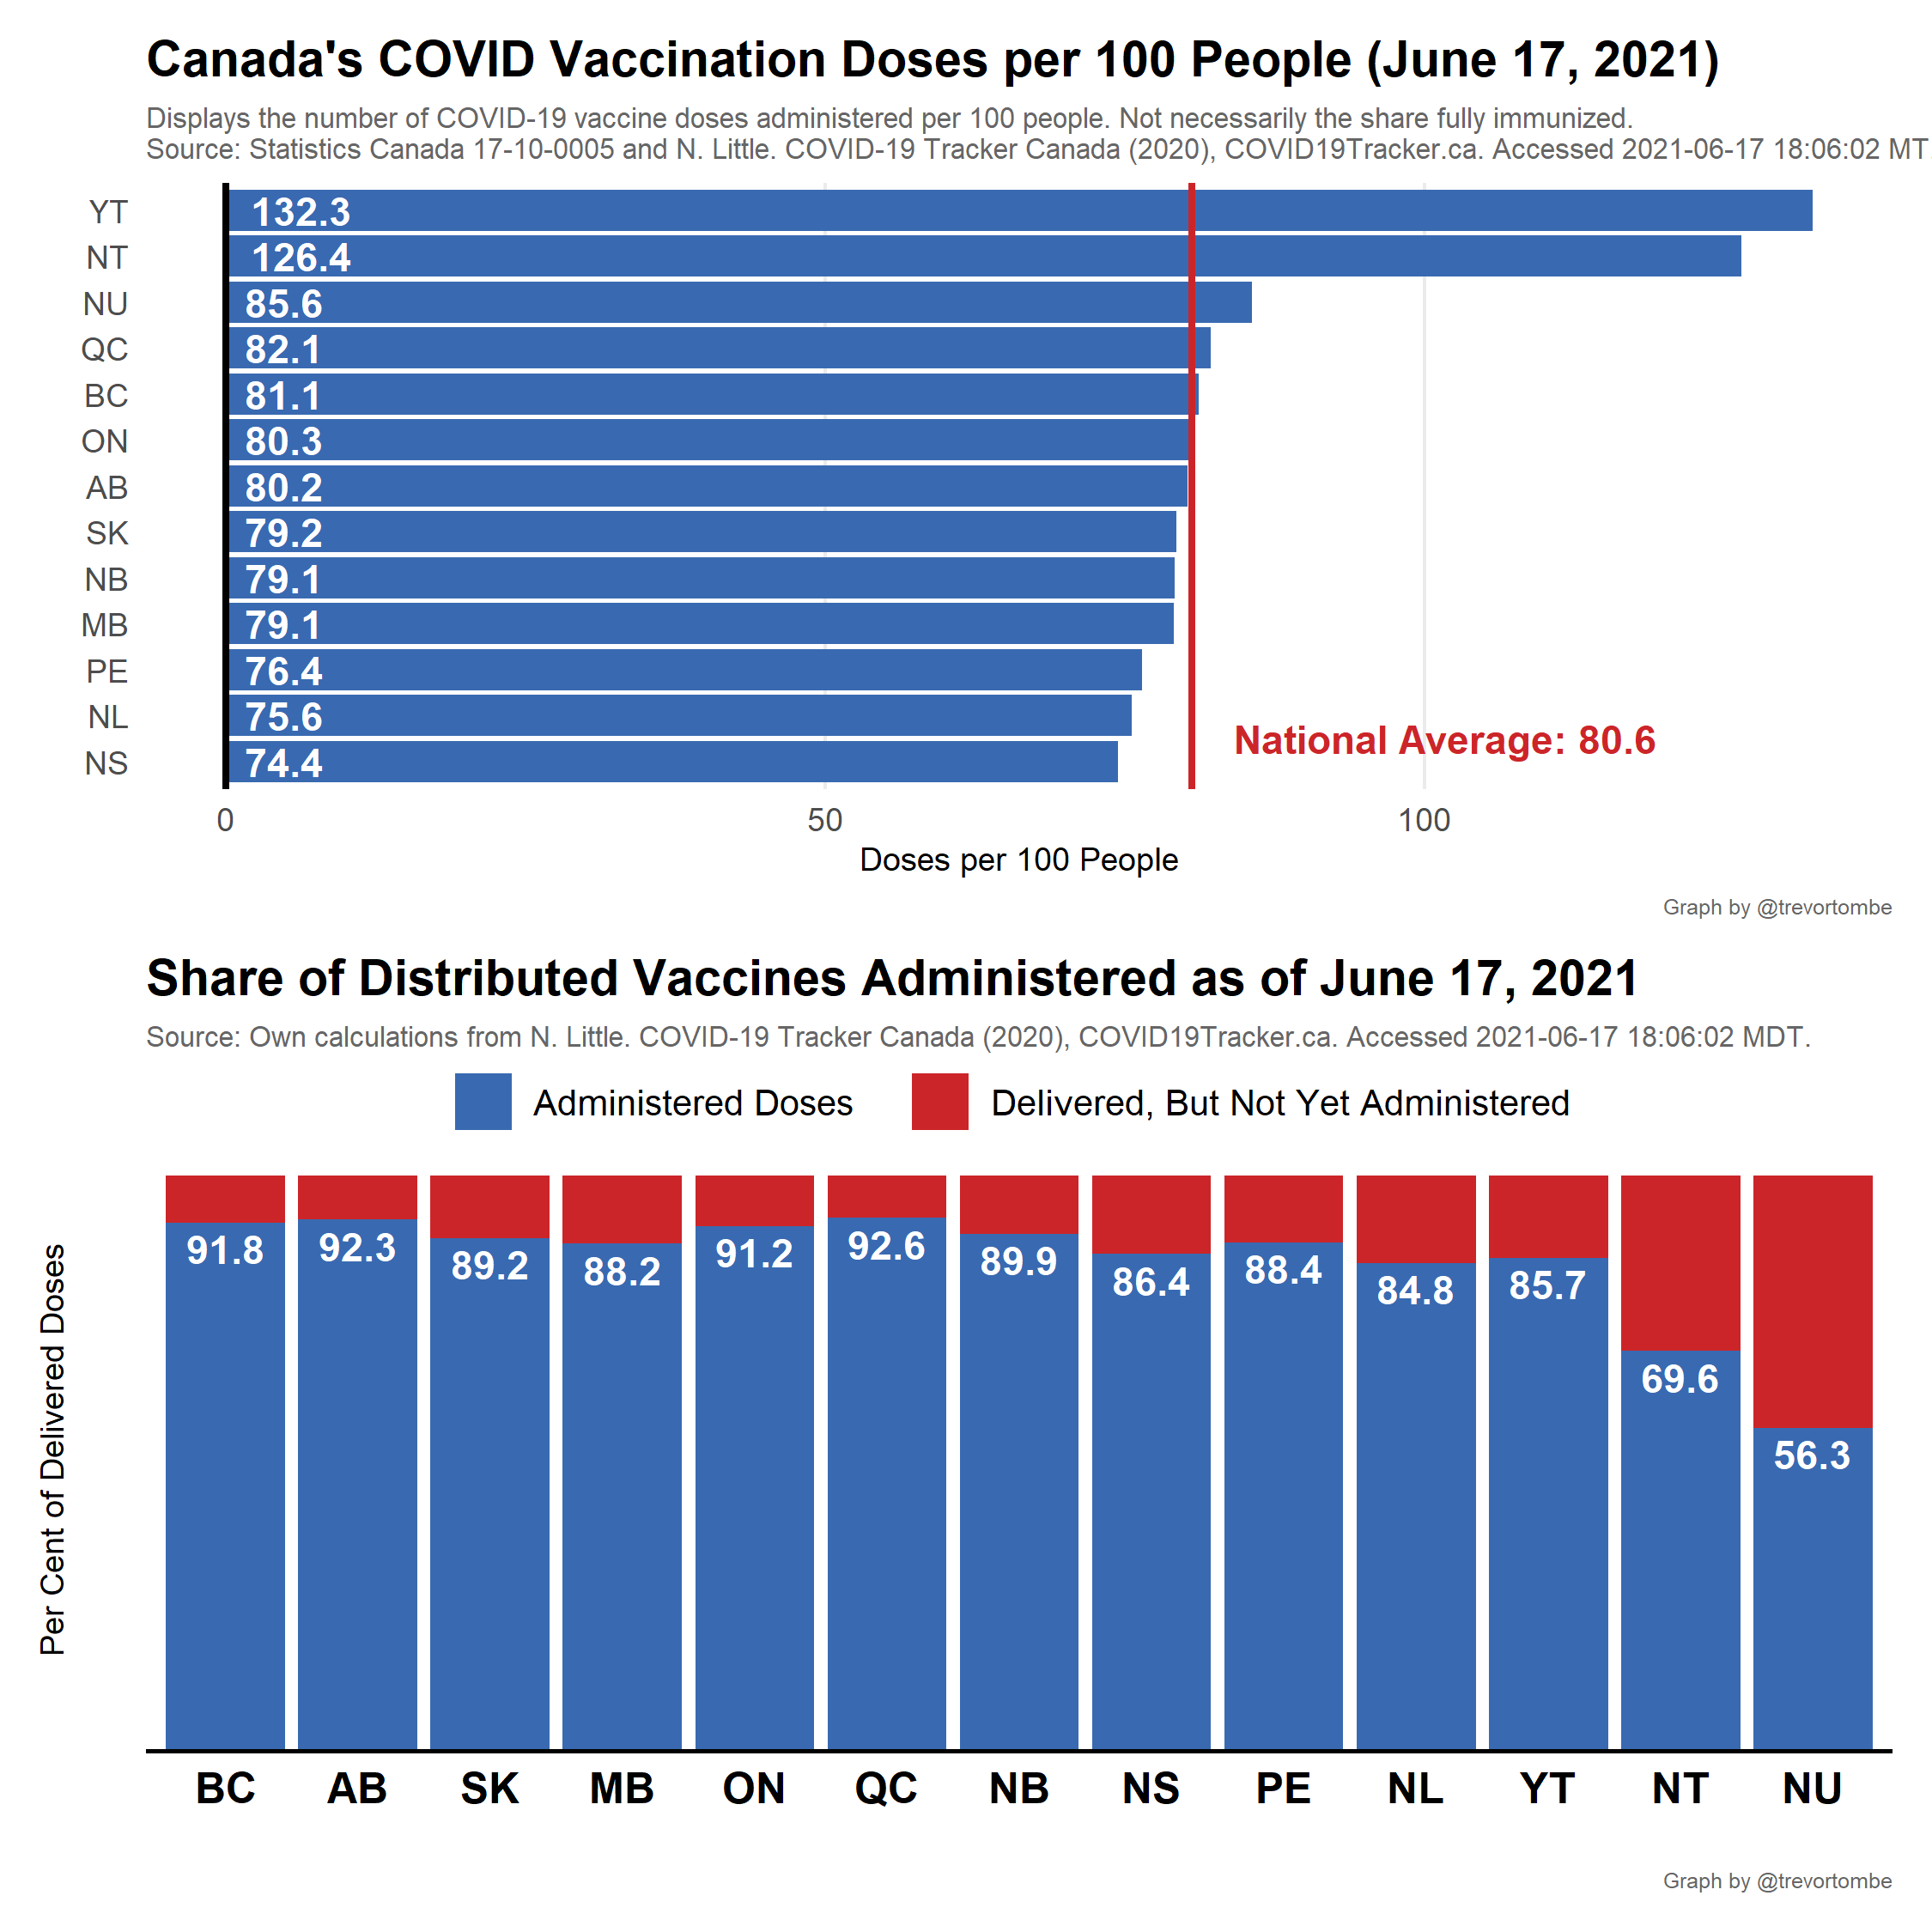 Canada's COVID Vaccination Doses per 100 People (June 17, 2021)
Displays the number of COVID-19 vaccine doses administered per 100 people. Not necessarily the share fully immunized.
Source: Statistics Canada 17-10-0005 and N. Little. COVID-19 Tracker Canada (2020), COVID19Tracker.ca. Accessed 2021-06-17 18:06:02 MT
YT 132.3
NT 126.4
NU 85.6
QC 82.1
BC 81.1
ON 80.3
AB 80.2
SK 79.2
NB 79.1
MB 79.1
PE 76.4
NL 75.6
National Average: 80.6
NS 74.4
0 50 100
Doses per 100 People
Graph by @trevortombe
Share of Distributed Vaccines Administered as of June 17, 2021
Source: Own calculations from N. Little. COVID-19 Tracker Canada (2020), COVID19Tracker.ca. Accessed 2021-06-17 18:06:02 MDT.
Administered Doses Delivered, But Not Yet Administered
Per Cent of Delivered Doses
91.8 92.3 89.2 88.2 91.2 92.6 89.9 86.4 88.4 84.8 85.7 69.6 56.3
BC AB SK MB ON QC NB NS PE NL YT NT NU
Graph by @trevortombe